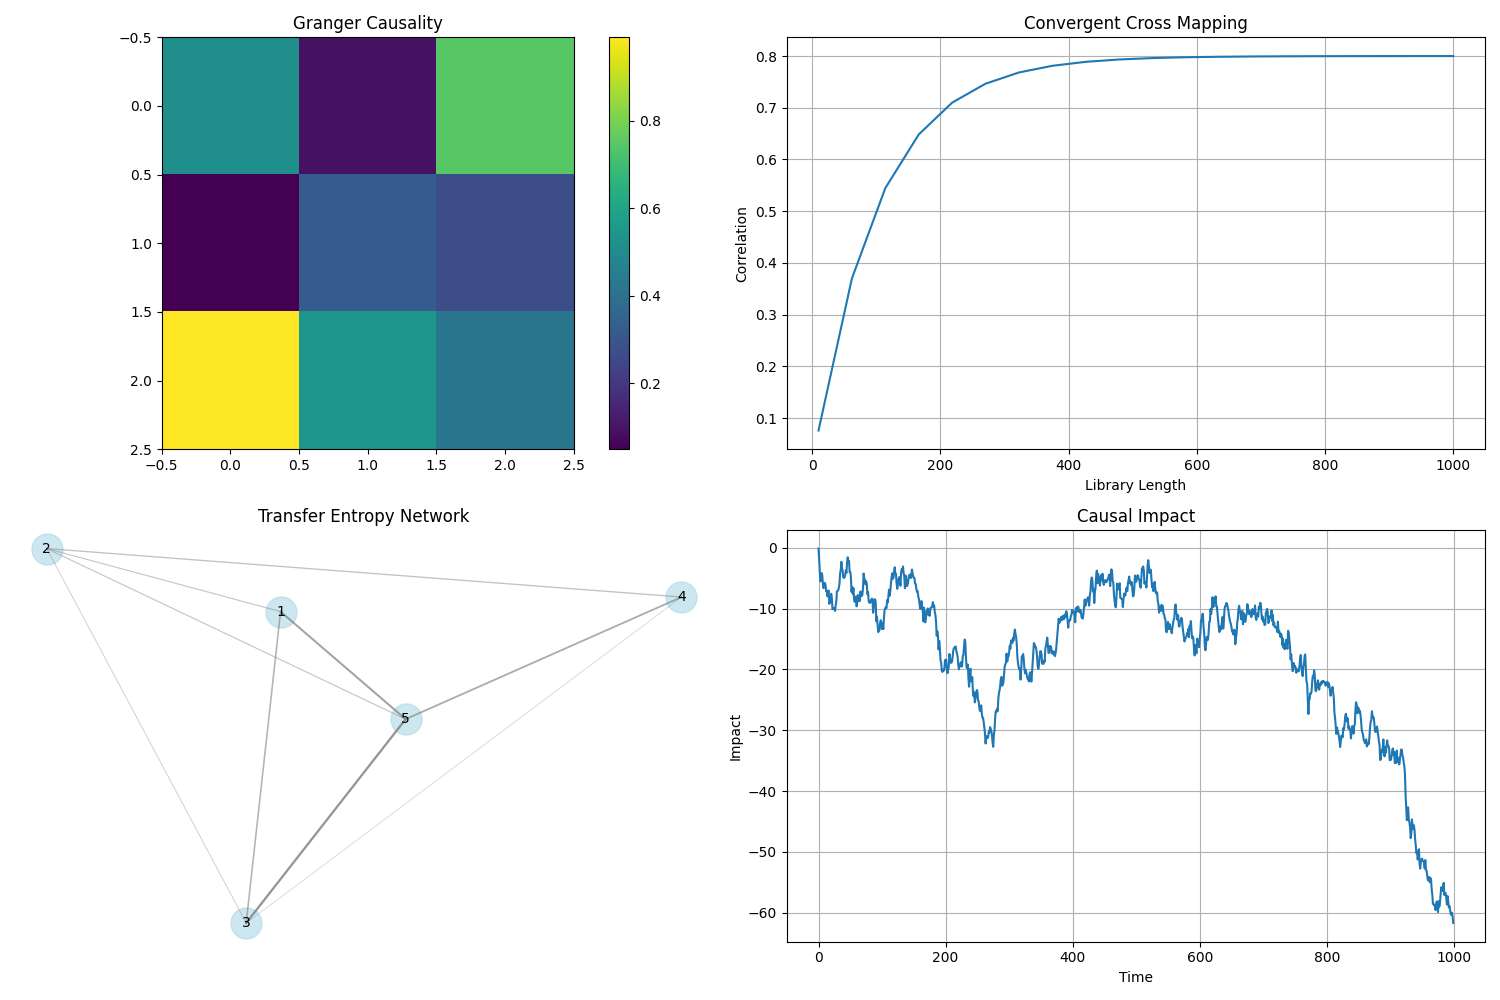 Granger Causality
−0.5
0.0
0.5
1.0
1.5
2.0
2.5
−0.5 0.0 0.5 1.0 1.5 2.0 2.5
0.8
0.6
0.4
0.2
Convergent Cross Mapping
Correlation
0.8
0.7
0.6
0.5
0.4
0.3
0.2
0.1
0 200 400 600 800 1000
Library Length
Transfer Entropy Network
2
1
4
5
3
Causal Impact
Impact
0
−10
−20
−30
−40
−50
−60
0 200 400 600 800 1000
Time